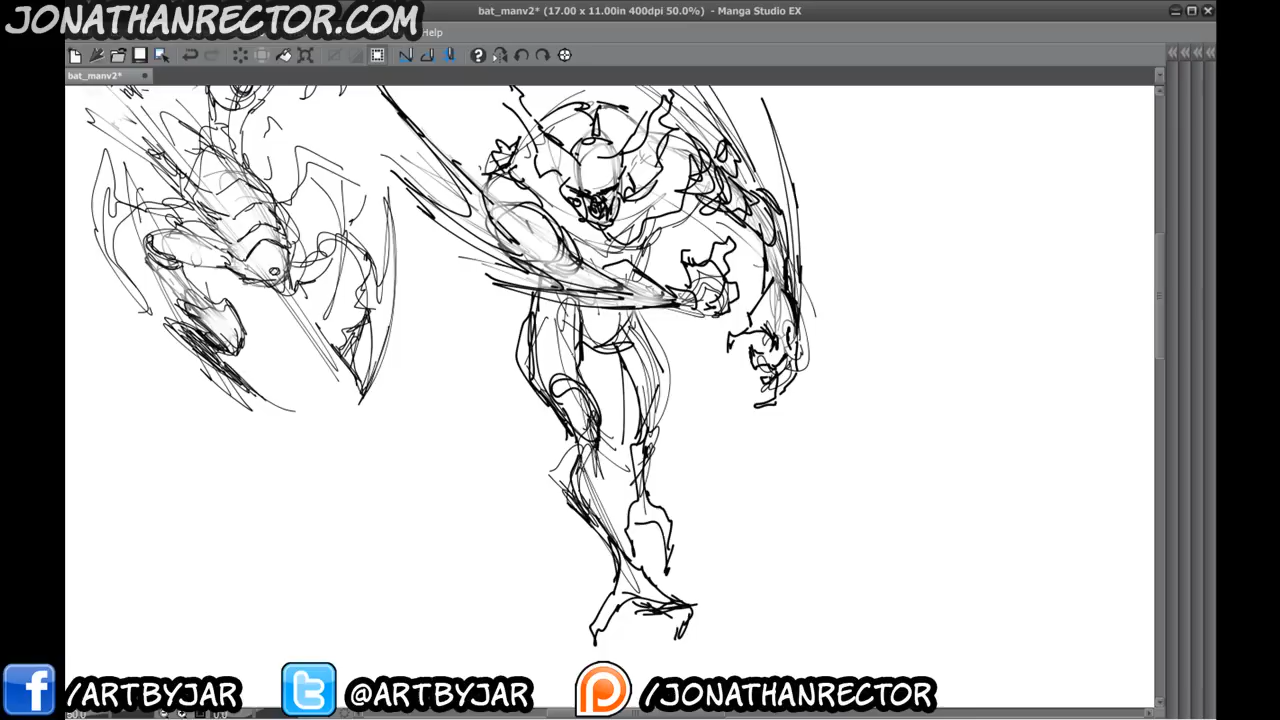 JONATHANRECTOR.COM
bat_manv2* (17.00 x 11.00in 400dpi 50.0%) - Manga Studio EX
Help
bat_manv2*
/ARTBYJAR @ARTBYJAR /JONATHANRECTOR